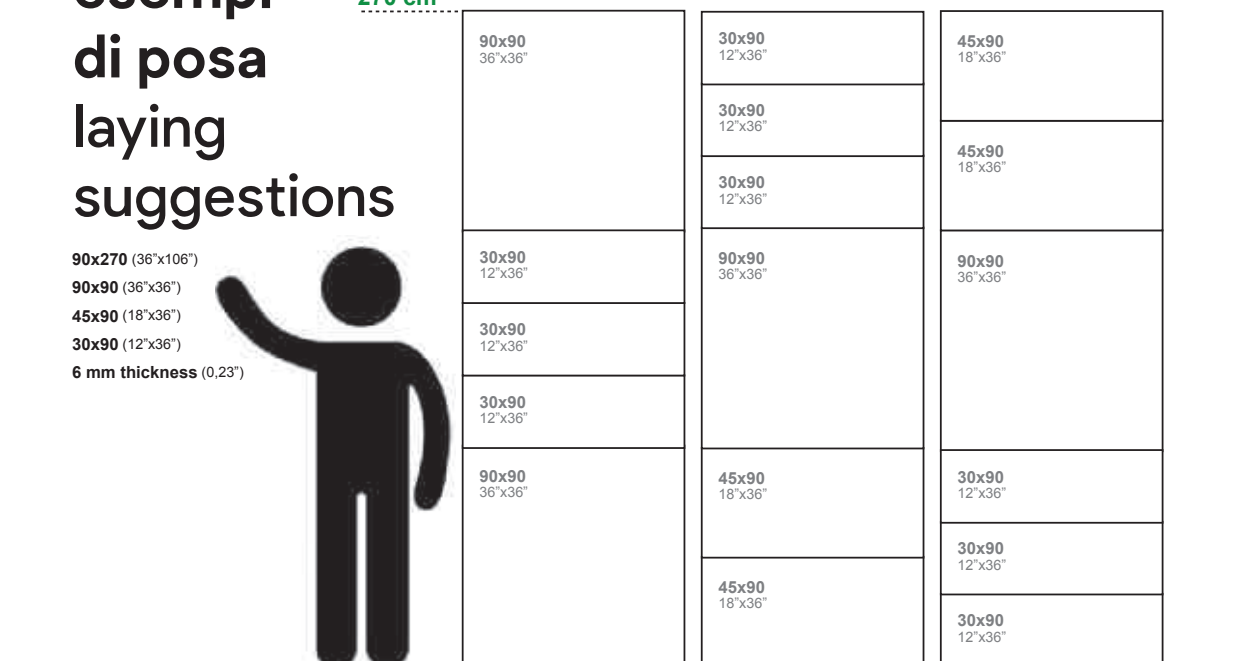 esempi
di posa
laying
suggestions
90x270 (36”x106”)
90x90 (36”x36”)
45x90 (18”x36”)
30x90 (12”x36”)
6 mm thickness (0,23”)
270 cm
90x90
36”x36”
30x90
12”x36”
30x90
12”x36”
30x90
12”x36”
90x90
36”x36”
30x90
12”x36”
30x90
12”x36”
30x90
12”x36”
90x90
36”x36”
45x90
18”x36”
45x90
18”x36”
45x90
18”x36”
45x90
18”x36”
90x90
36”x36”
30x90
12”x36”
30x90
12”x36”
30x90
12”x36”